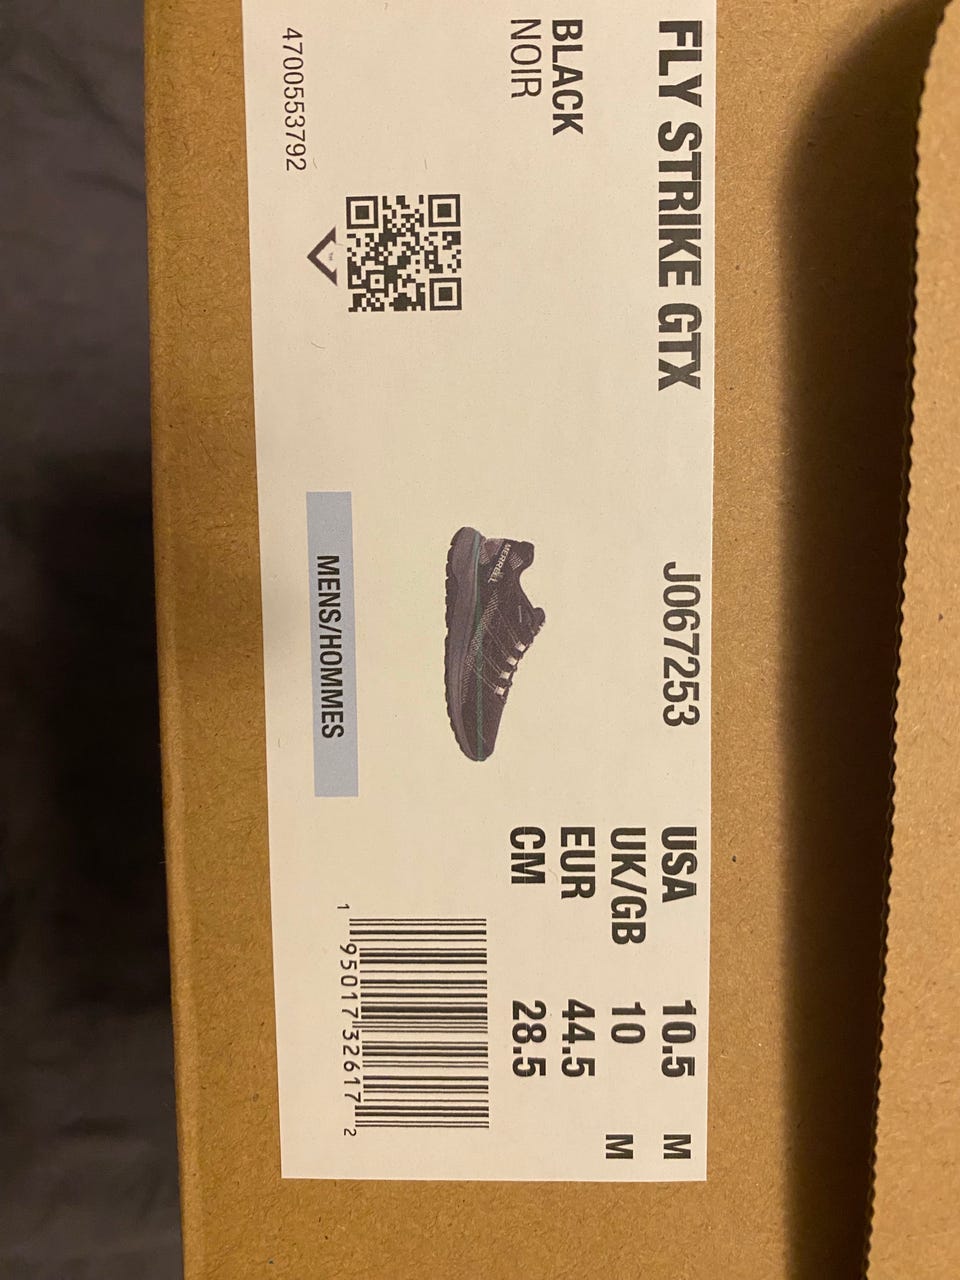 FLY STRIKE GTX
J067253
BLACK
NOIR
USA 10.5 M
UK/GB 10 M
EUR 44.5
CM 28.5
MERRELL
4700553792
MENS/HOMMES
1 95017 32617 2